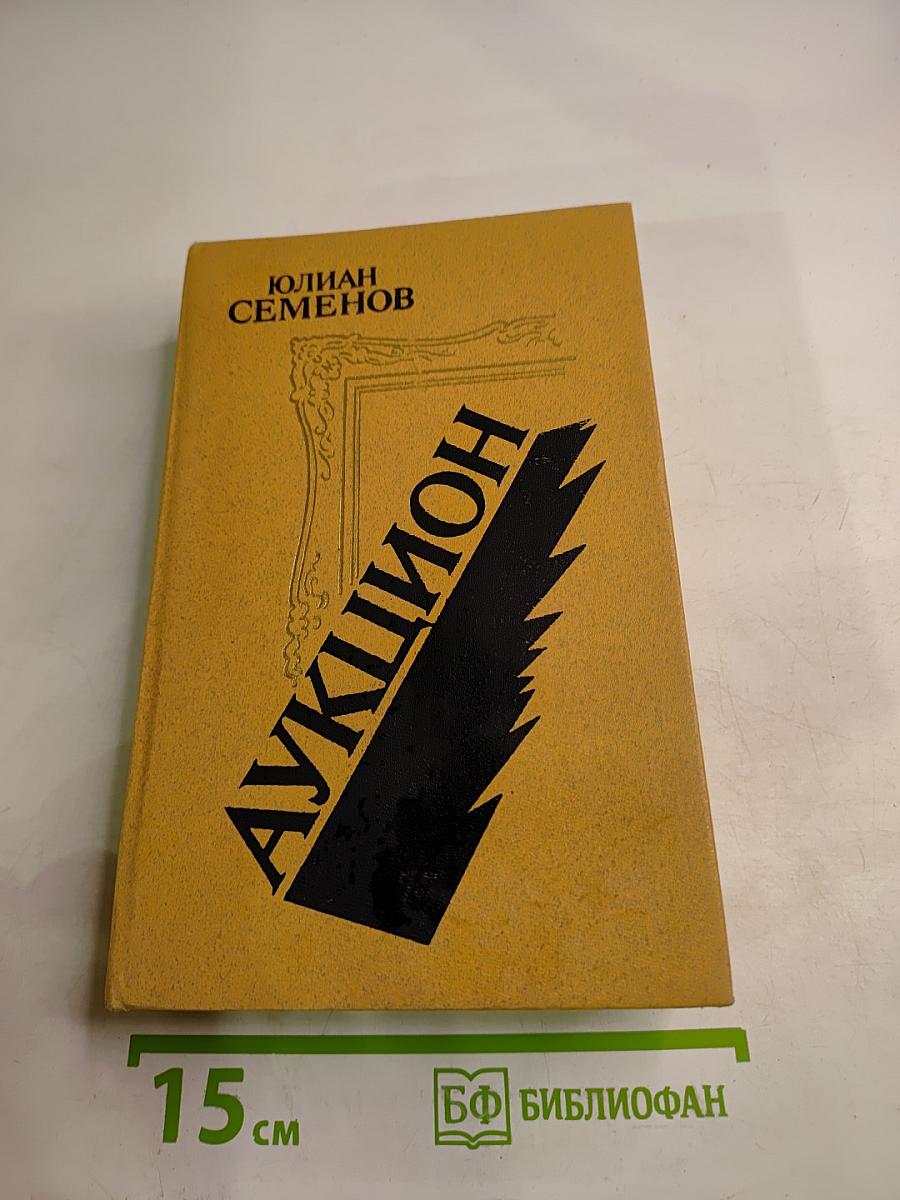 ЮЛИАН
СЕМЕНОВ
АУКЦИОН
15 см
БФ БИБЛИОФАН